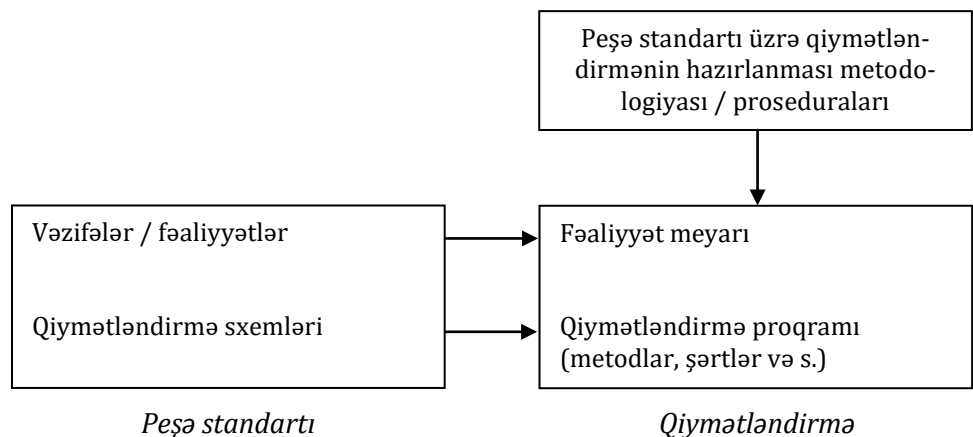 Peşə standartı üzrə qiymətlən-
dirmənin hazırlanması metodo-
logiyası / proseduraları
Vəzifələr / fəaliyyətlər
Qiymətləndirmə sxemləri
Fəaliyyət meyarı
Qiymətləndirmə proqramı
(metodlar, şərtlər və s.)
Peşə standartı
Qiymətləndirmə